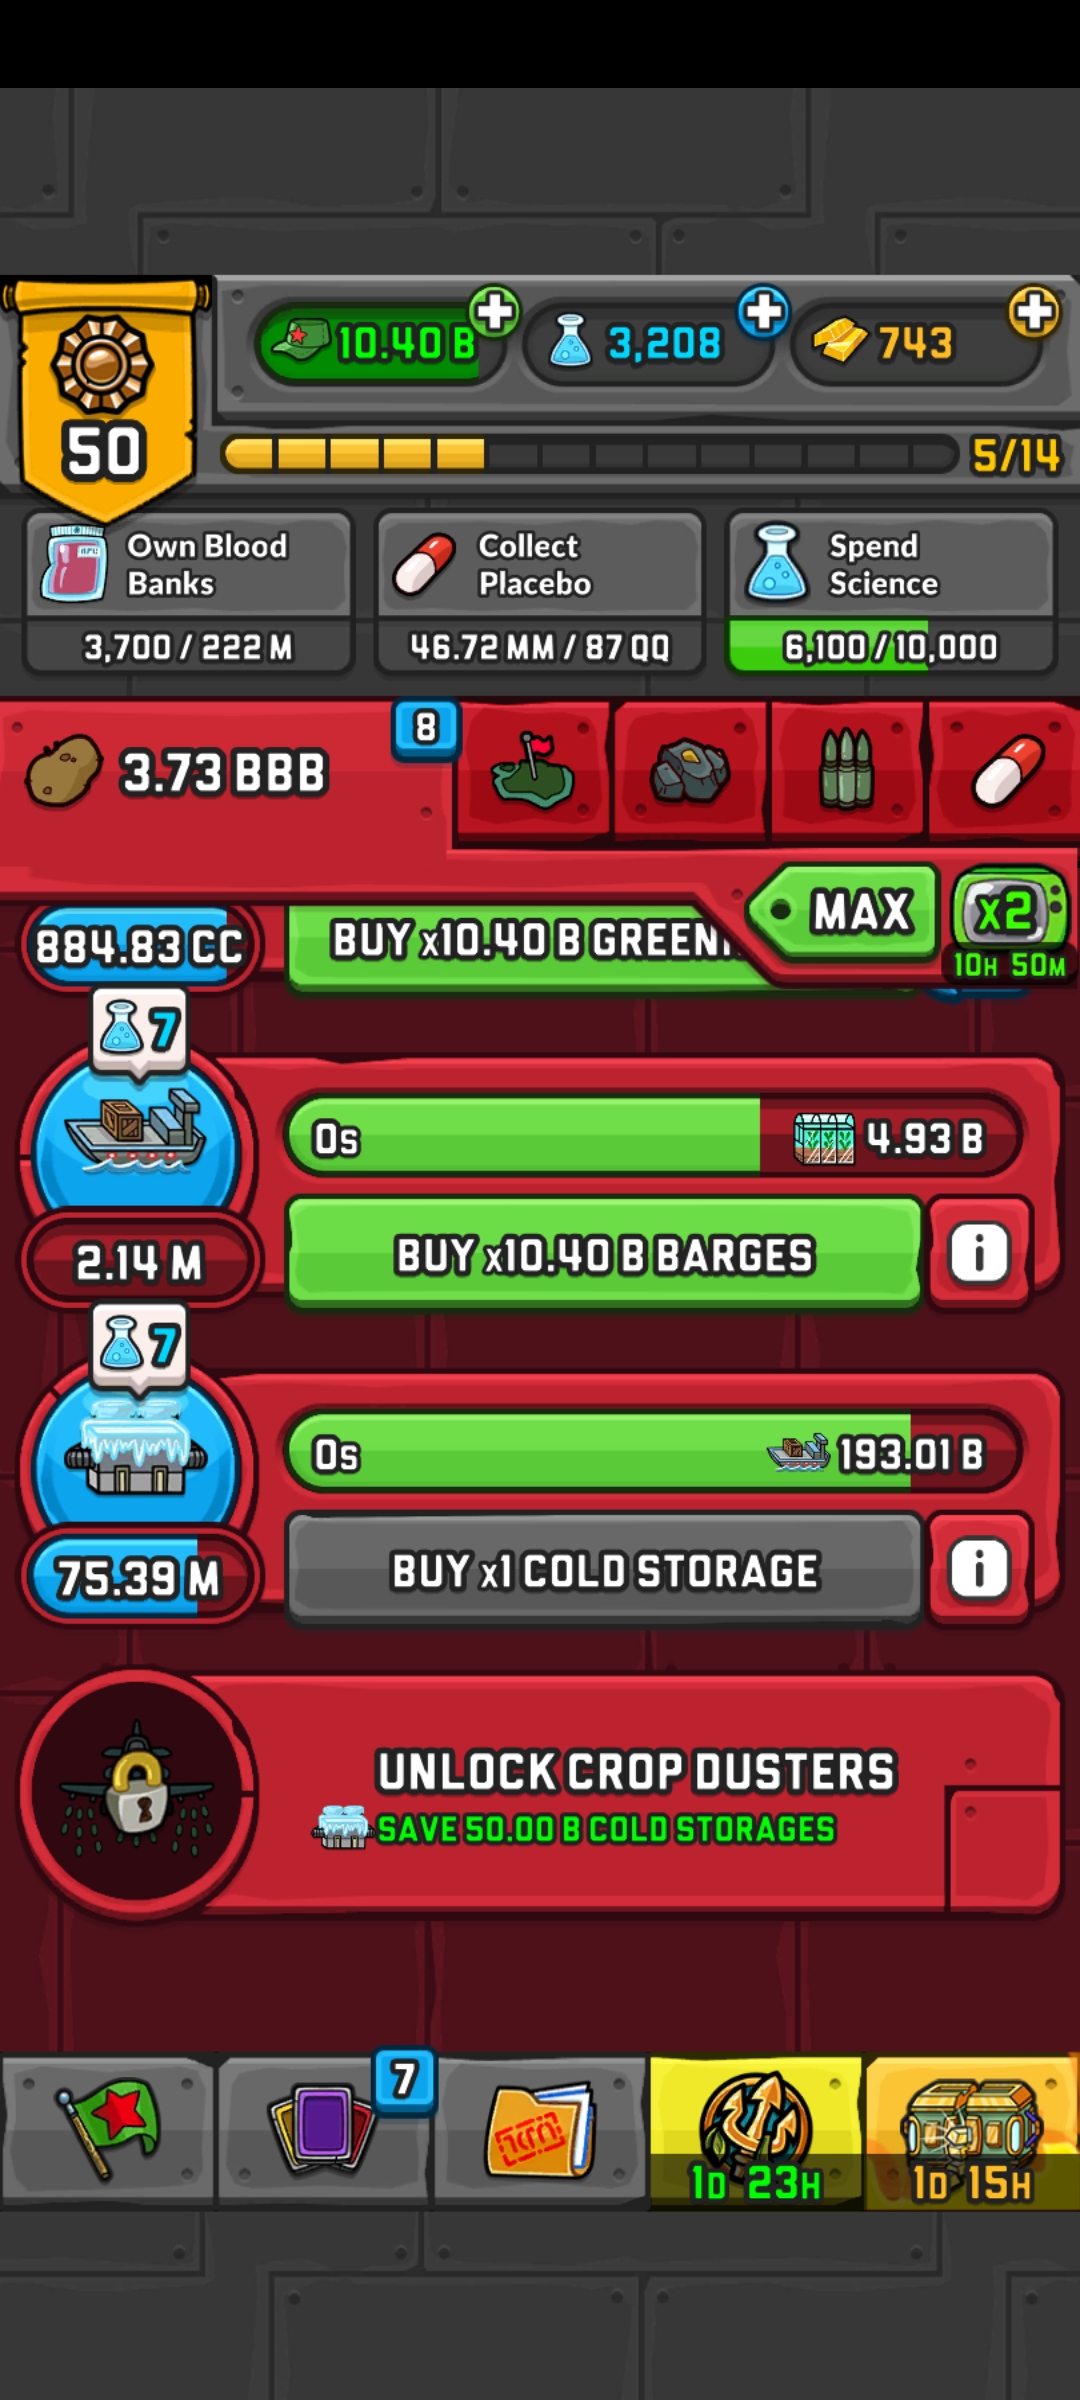 10.40 B
3,208
743
50
5/14
Own Blood
Banks
3,700 / 222 M
Collect
Placebo
46.72 MM / 87 QQ
Spend
Science
6,100 / 10,000
3.73 BBB
8
MAX
x2
10H 50M
884.83 CC
BUY x10.40 B GREEN
7
0s
4.93 B
2.14 M
BUY x10.40 B BARGES
i
7
0s
193.01 B
75.39 M
BUY x1 COLD STORAGE
i
UNLOCK CROP DUSTERS
SAVE 50.00 B COLD STORAGES
7
1D 23H
1D 15H